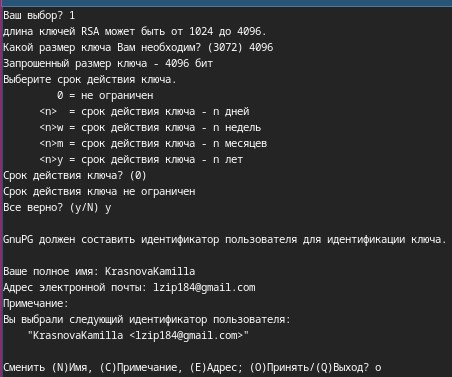 Ваш выбор? 1
длина ключей RSA может быть от 1024 до 4096.
Какой размер ключа Вам необходим? (3072) 4096
Запрошенный размер ключа - 4096 бит
Выберите срок действия ключа.
0 = не ограничен
<n> = срок действия ключа - n дней
<n>w = срок действия ключа - n недель
<n>m = срок действия ключа - n месяцев
<n>y = срок действия ключа - n лет
Срок действия ключа? (0)
Срок действия ключа не ограничен
Все верно? (y/N) y
GnuPG должен составить идентификатор пользователя для идентификации ключа.
Ваше полное имя: KrasnovaKamilla
Адрес электронной почты: lzip184@gmail.com
Примечание:
Вы выбрали следующий идентификатор пользователя:
"KrasnovaKamilla <lzip184@gmail.com>"
Сменить (N)Имя, (C)Примечание, (E)Адрес; (O)Принять/(Q)Выход? o